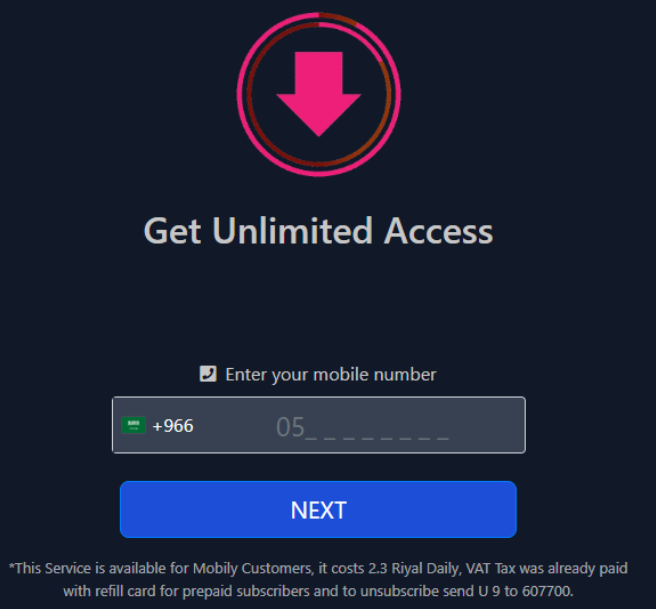 Get Unlimited Access
Enter your mobile number
+966 05_ _ _ _ _ _ _ _
NEXT
*This Service is available for Mobily Customers, it costs 2.3 Riyal Daily, VAT Tax was already paid
with refill card for prepaid subscribers and to unsubscribe send U 9 to 607700.